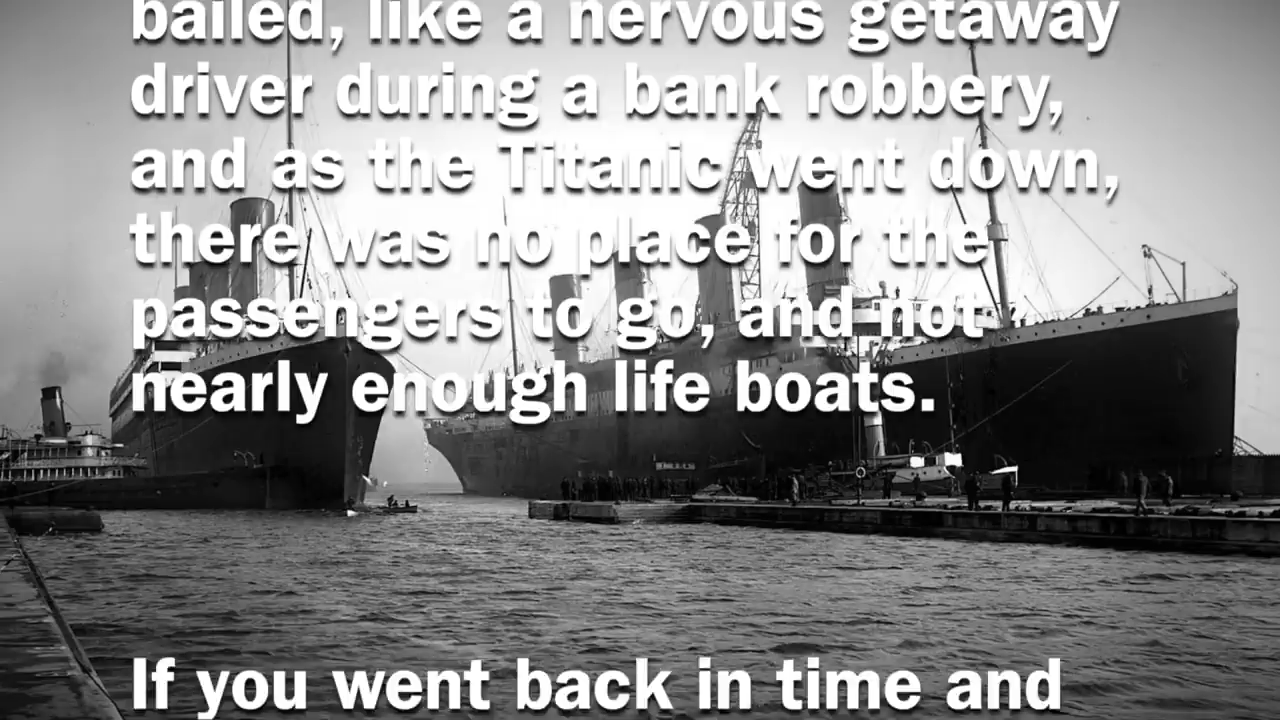 bailed, like a nervous getaway
driver during a bank robbery,
and as the Titanic went down,
there was no place for the
passengers to go, and not
nearly enough life boats.
If you went back in time and